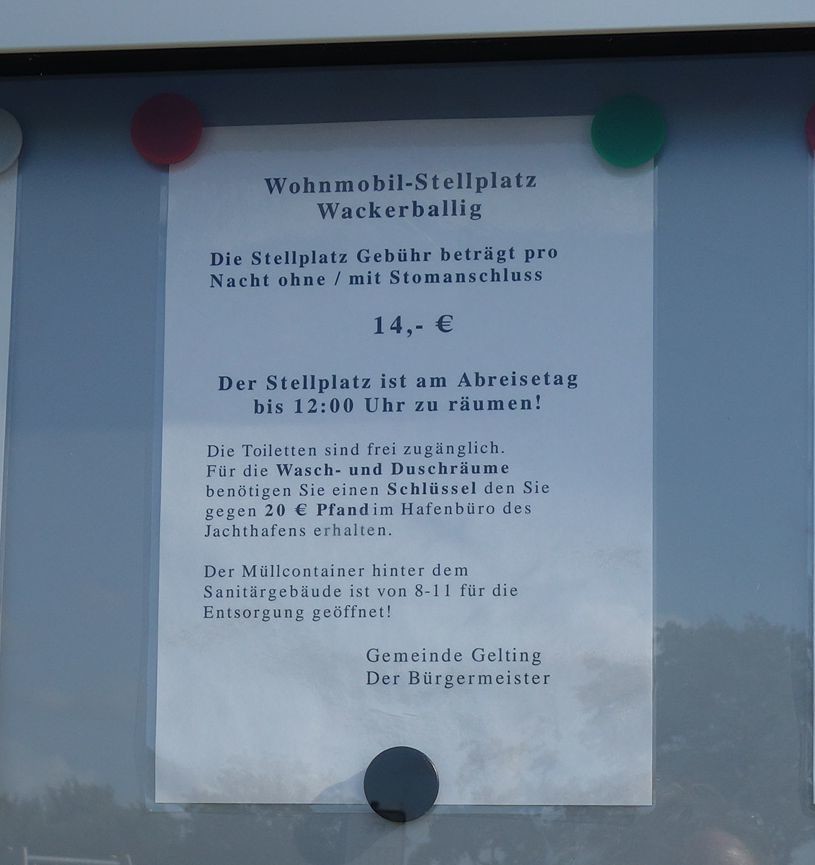 Wohnmobil-Stellplatz
Wackerballig
Die Stellplatz Gebühr beträgt pro
Nacht ohne / mit Stomanschluss
14,- €
Der Stellplatz ist am Abreisetag
bis 12:00 Uhr zu räumen!
Die Toiletten sind frei zugänglich.
Für die Wasch- und Duschräume
benötigen Sie einen Schlüssel den Sie
gegen 20 € Pfand im Hafenbüro des
Jachthafens erhalten.
Der Müllcontainer hinter dem
Sanitärgebäude ist von 8-11 für die
Entsorgung geöffnet!
Gemeinde Gelting
Der Bürgermeister